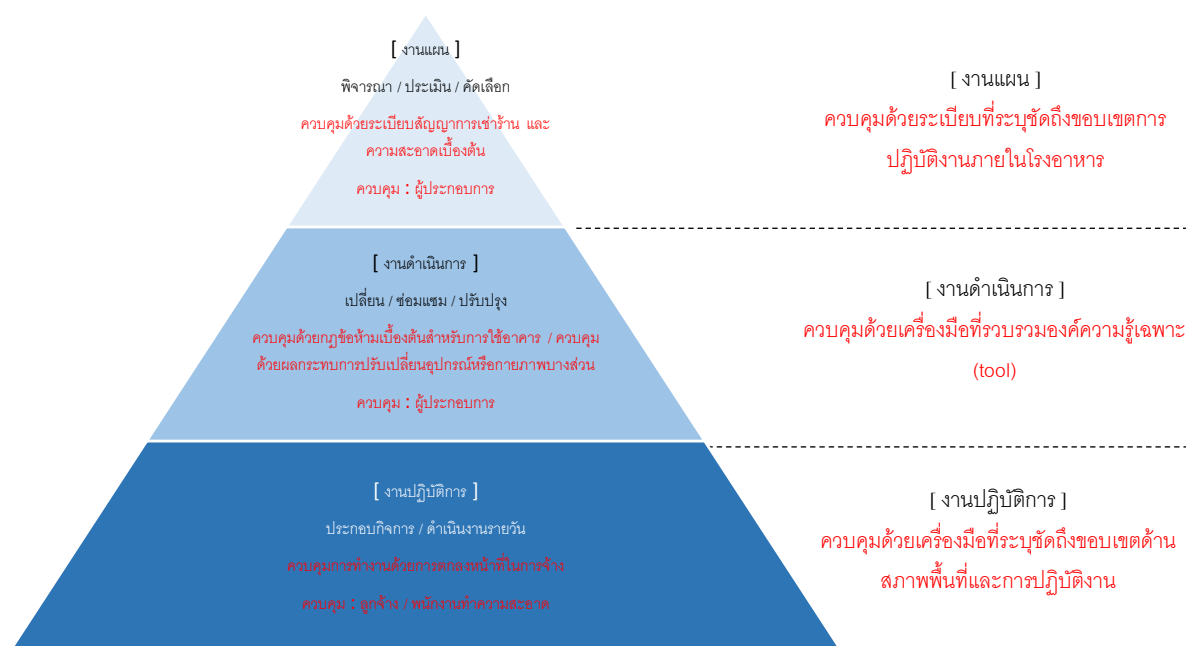 [ งานแผน ]
พิจารณา / ประเมิน / คัดเลือก
ควบคุมด้วยระเบียบสัญญาการเช่าร้าน และ
ความสะอาดเบื้องต้น
ควบคุม : ผู้ประกอบการ
[ งานแผน ]
ควบคุมด้วยระเบียบที่ระบุชัดถึงขอบเขตการ
ปฏิบัติงานภายในโรงอาหาร
[ งานดำเนินการ ]
เปลี่ยน / ซ่อมแซม / ปรับปรุง
ควบคุมด้วยกฎข้อห้ามเบื้องต้นสำหรับการใช้อาคาร / ควบคุม
ด้วยผลกระทบการปรับเปลี่ยนอุปกรณ์หรือกายภาพบางส่วน
ควบคุม : ผู้ประกอบการ
[ งานดำเนินการ ]
ควบคุมด้วยเครื่องมือที่รวบรวมองค์ความรู้เฉพาะ
(tool)
[ งานปฏิบัติการ ]
ประกอบกิจการ / ดำเนินงานรายวัน
ควบคุมการทำงานด้วยการตกลงหน้าที่ในการจ้าง
ควบคุม : ลูกจ้าง / พนักงานทำความสะอาด
[ งานปฏิบัติการ ]
ควบคุมด้วยเครื่องมือที่ระบุชัดถึงขอบเขตด้าน
สภาพพื้นที่และการปฏิบัติงาน